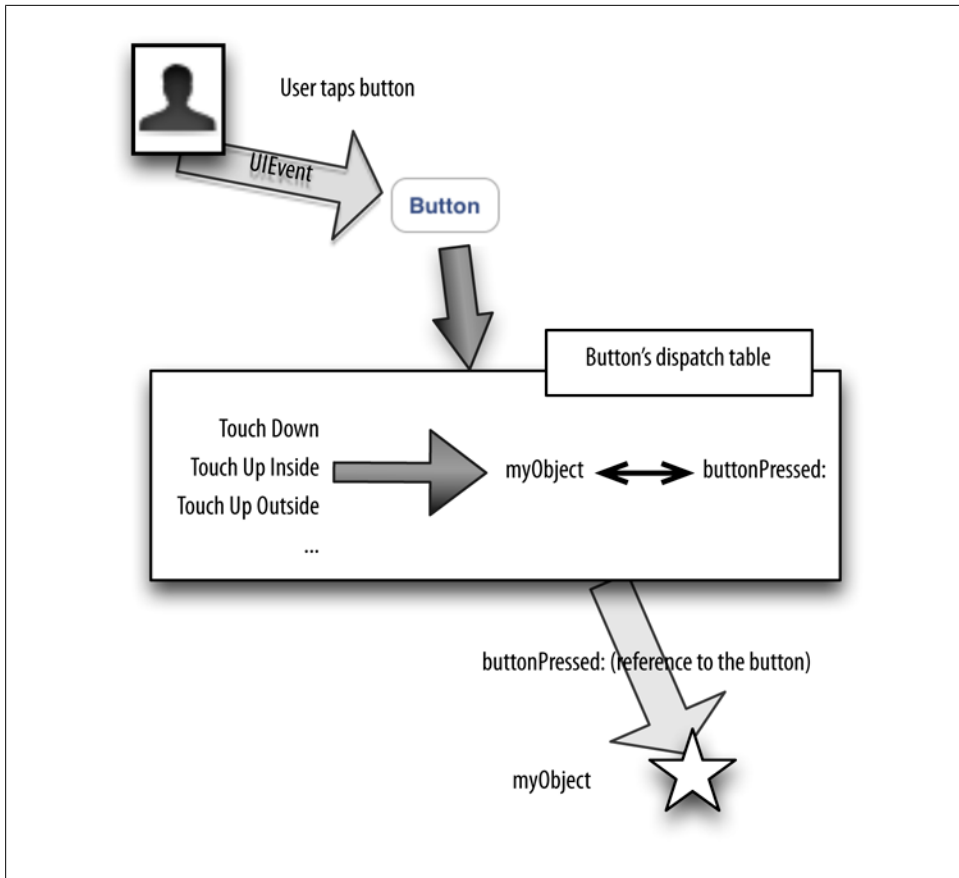 User taps button
UIEvent
Button
Button's dispatch table
Touch Down
Touch Up Inside
Touch Up Outside
...
myObject
buttonPressed:
buttonPressed: (reference to the button)
myObject